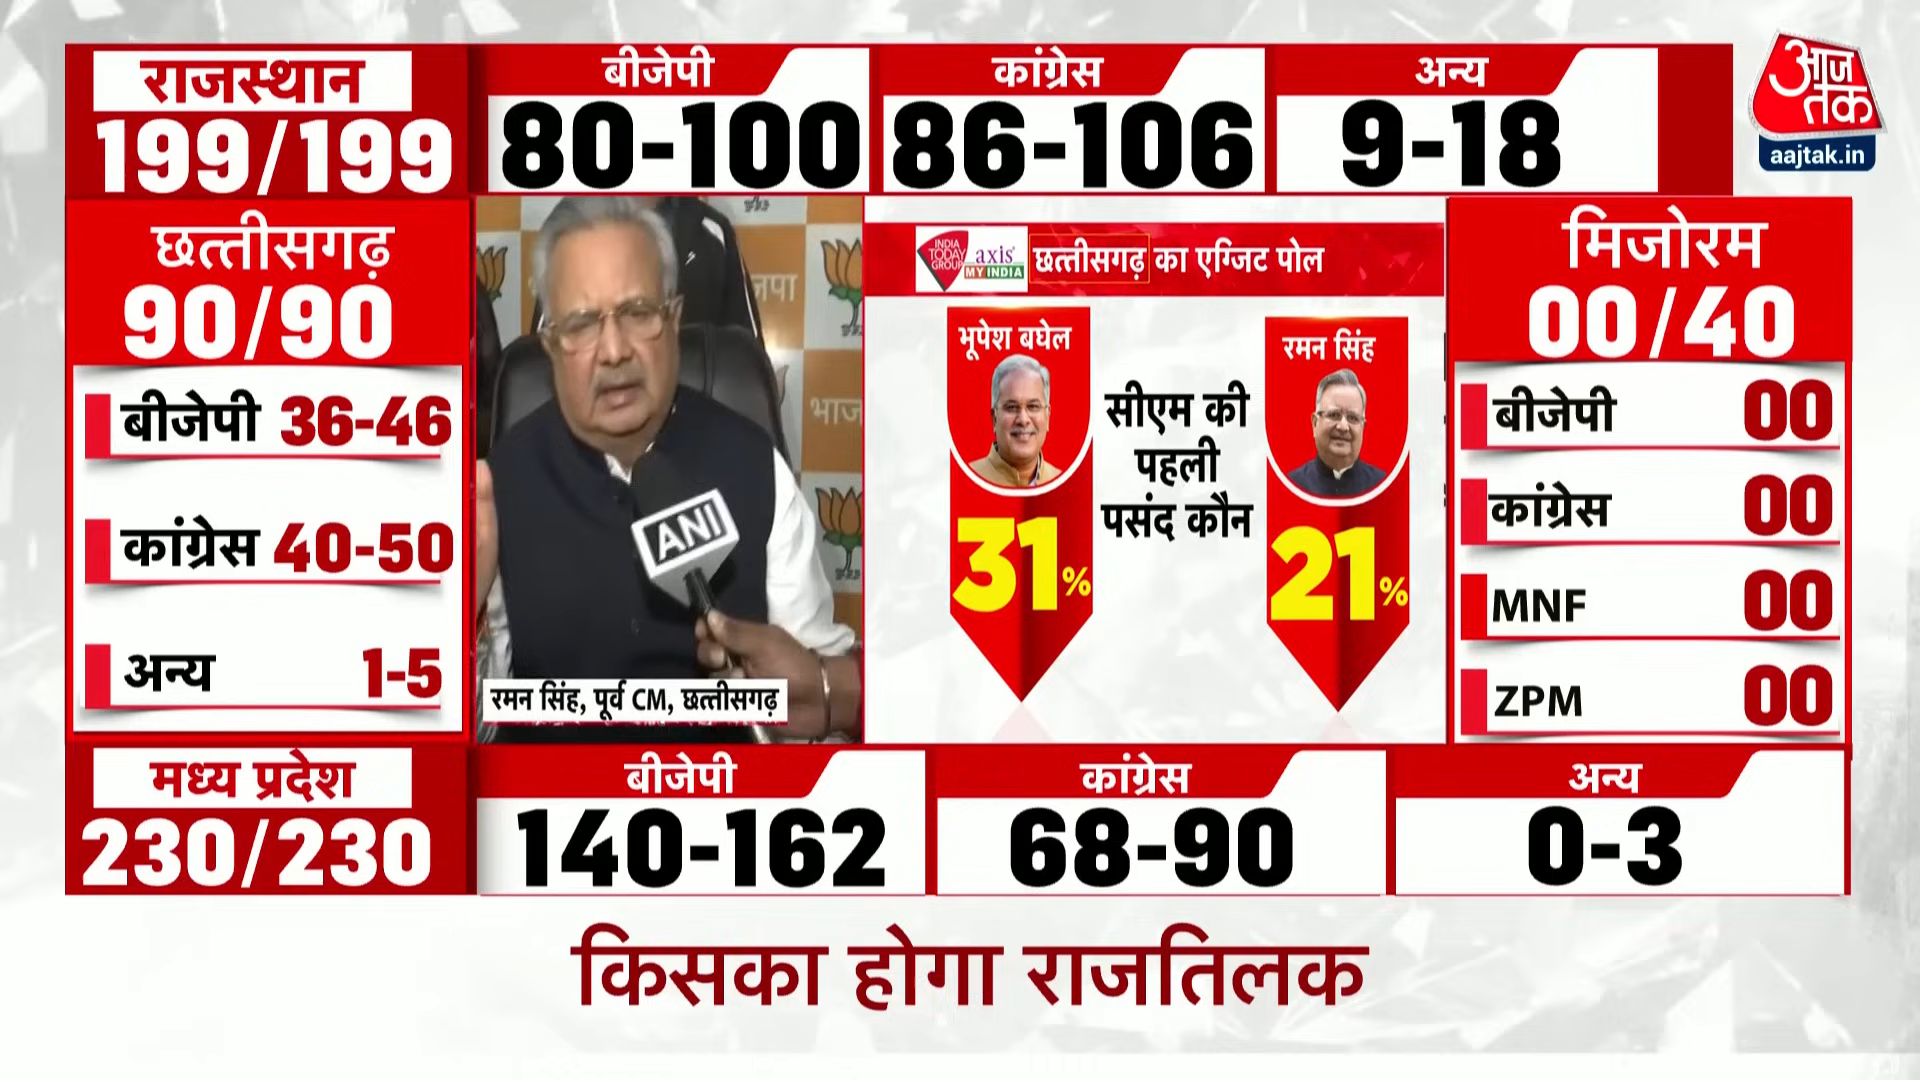 राजस्थान
199/199
बीजेपी
80-100
कांग्रेस
86-106
अन्य
9-18
आज
तक
aajtak.in
छत्तीसगढ़
90/90
बीजेपी 36-46
कांग्रेस 40-50
अन्य 1-5
भाज
जपा
ANI
रमन सिंह, पूर्व CM, छत्तीसगढ़
INDIA
TODAY
GROUP
axis
MY INDIA
छत्तीसगढ़ का एग्जिट पोल
भूपेश बघेल
31%
सीएम की
पहली
पसंद कौन
रमन सिंह
21%
मिजोरम
00/40
बीजेपी 00
कांग्रेस 00
MNF 00
ZPM 00
मध्य प्रदेश
230/230
बीजेपी
140-162
कांग्रेस
68-90
अन्य
0-3
किसका होगा राजतिलक